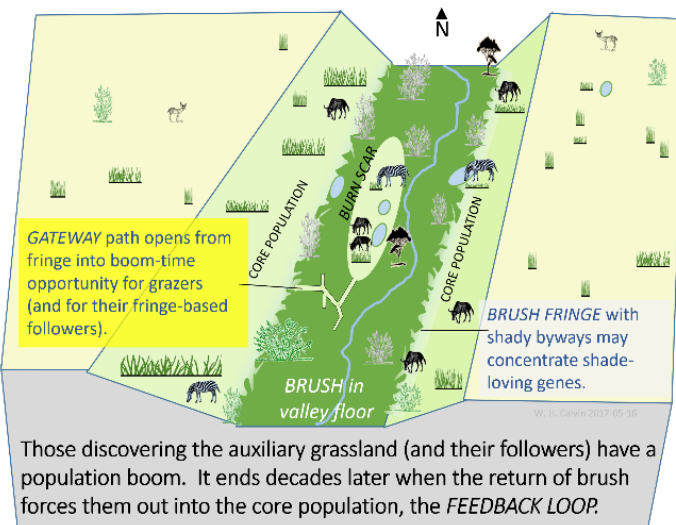 N
BURN SCAR
CORE POPULATION
CORE POPULATION
GATEWAY path opens from
fringe into boom-time
opportunity for grazers
(and for their fringe-based
followers).
BRUSH FRINGE with
shady byways may
concentrate shade-
loving genes.
BRUSH in
valley floor
W. H. Calvin 2017-05-16
Those discovering the auxiliary grassland (and their followers) have a
population boom.  It ends decades later when the return of brush
forces them out into the core population, the FEEDBACK LOOP.